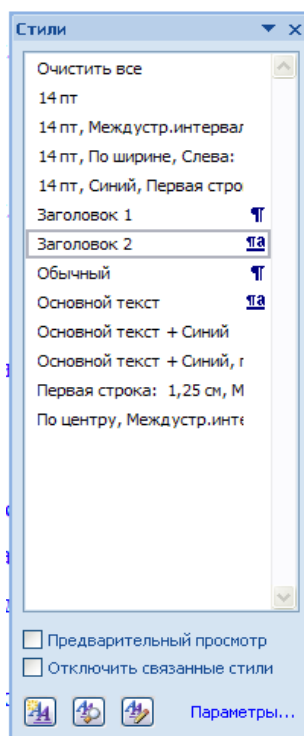 Стили
Очистить все
14 пт
14 пт, Междустр.интервал
14 пт, По ширине, Слева:
14 пт, Синий, Первая стро
Заголовок 1 ¶
Заголовок 2 ¶a
Обычный ¶
Основной текст ¶a
Основной текст + Синий
Основной текст + Синий, г
Первая строка: 1,25 см, М
По центру, Междустр.инте
Предварительный просмотр
Отключить связанные стили
Параметры...